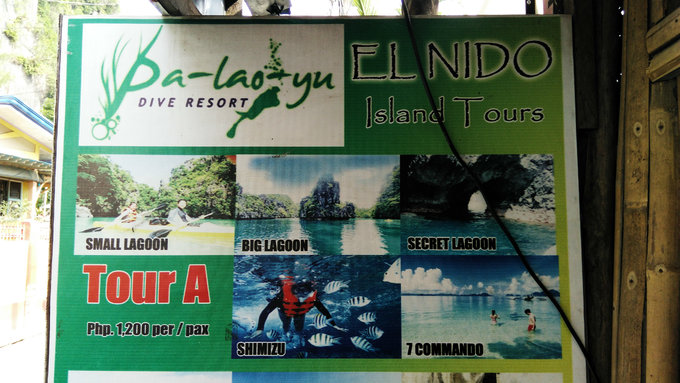 Pa-lao-yu
DIVE RESORT
EL NIDO
Island Tours
SMALL LAGOON
BIG LAGOON
SECRET LAGOON
Tour A
Php. 1,200 per / pax
SHIMIZU
7 COMMANDO